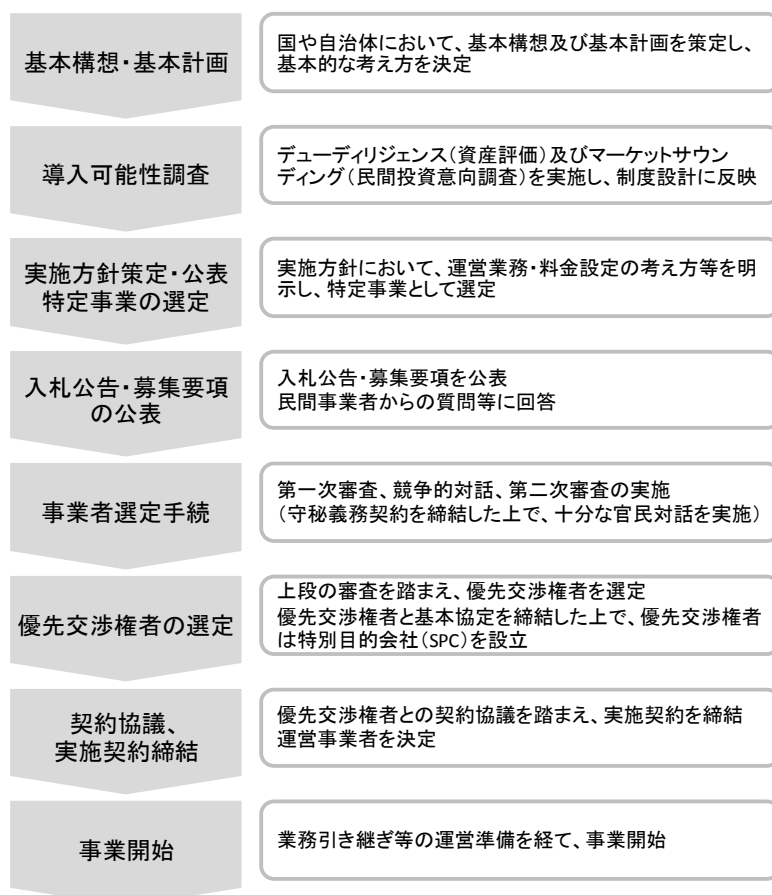 基本構想・基本計画
国や自治体において、基本構想及び基本計画を策定し、
基本的な考え方を決定
導入可能性調査
デューディリジェンス（資産評価）及びマーケットサウン
ディング（民間投資意向調査）を実施し、制度設計に反映
実施方針策定・公表
特定事業の選定
実施方針において、運営業務・料金設定の考え方等を明
示し、特定事業として選定
入札公告・募集要項
の公表
入札公告・募集要項を公表
民間事業者からの質問等に回答
事業者選定手続
第一次審査、競争的対話、第二次審査の実施
（守秘義務契約を締結した上で、十分な官民対話を実施）
優先交渉権者の選定
上段の審査を踏まえ、優先交渉権者を選定
優先交渉権者と基本協定を締結した上で、優先交渉権者
は特別目的会社（SPC）を設立
契約協議、
実施契約締結
優先交渉権者との契約協議を踏まえ、実施契約を締結
運営事業者を決定
事業開始
業務引き継ぎ等の運営準備を経て、事業開始